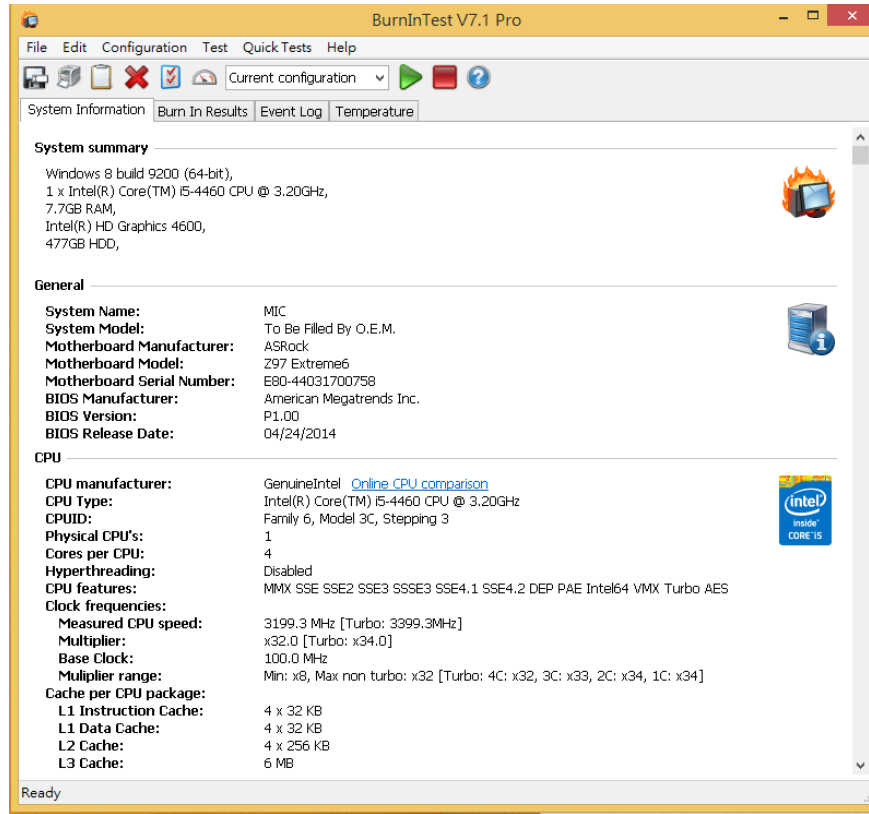 BurnInTest V7.1 Pro
File Edit Configuration Test Quick Tests Help
Current configuration
System Information Burn In Results Event Log Temperature
System summary
Windows 8 build 9200 (64-bit),
1 x Intel(R) Core(TM) i5-4460 CPU @ 3.20GHz,
7.7GB RAM,
Intel(R) HD Graphics 4600,
477GB HDD,
General
System Name: MIC
System Model: To Be Filled By O.E.M.
Motherboard Manufacturer: ASRock
Motherboard Model: Z97 Extreme6
Motherboard Serial Number: E80-44031700758
BIOS Manufacturer: American Megatrends Inc.
BIOS Version: P1.00
BIOS Release Date: 04/24/2014
CPU
CPU manufacturer: GenuineIntel Online CPU comparison
CPU Type: Intel(R) Core(TM) i5-4460 CPU @ 3.20GHz
CPUID: Family 6, Model 3C, Stepping 3
Physical CPU's: 1
Cores per CPU: 4
Hyperthreading: Disabled
CPU features: MMX SSE SSE2 SSE3 SSSE3 SSE4.1 SSE4.2 DEP PAE Intel64 VMX Turbo AES
Clock frequencies:
Measured CPU speed: 3199.3 MHz [Turbo: 3399.3MHz]
Multiplier: x32.0 [Turbo: x34.0]
Base Clock: 100.0 MHz
Muliplier range: Min: x8, Max non turbo: x32 [Turbo: 4C: x32, 3C: x33, 2C: x34, 1C: x34]
Cache per CPU package:
L1 Instruction Cache: 4 x 32 KB
L1 Data Cache: 4 x 32 KB
L2 Cache: 4 x 256 KB
L3 Cache: 6 MB
intel
inside™
CORE™i5
Ready